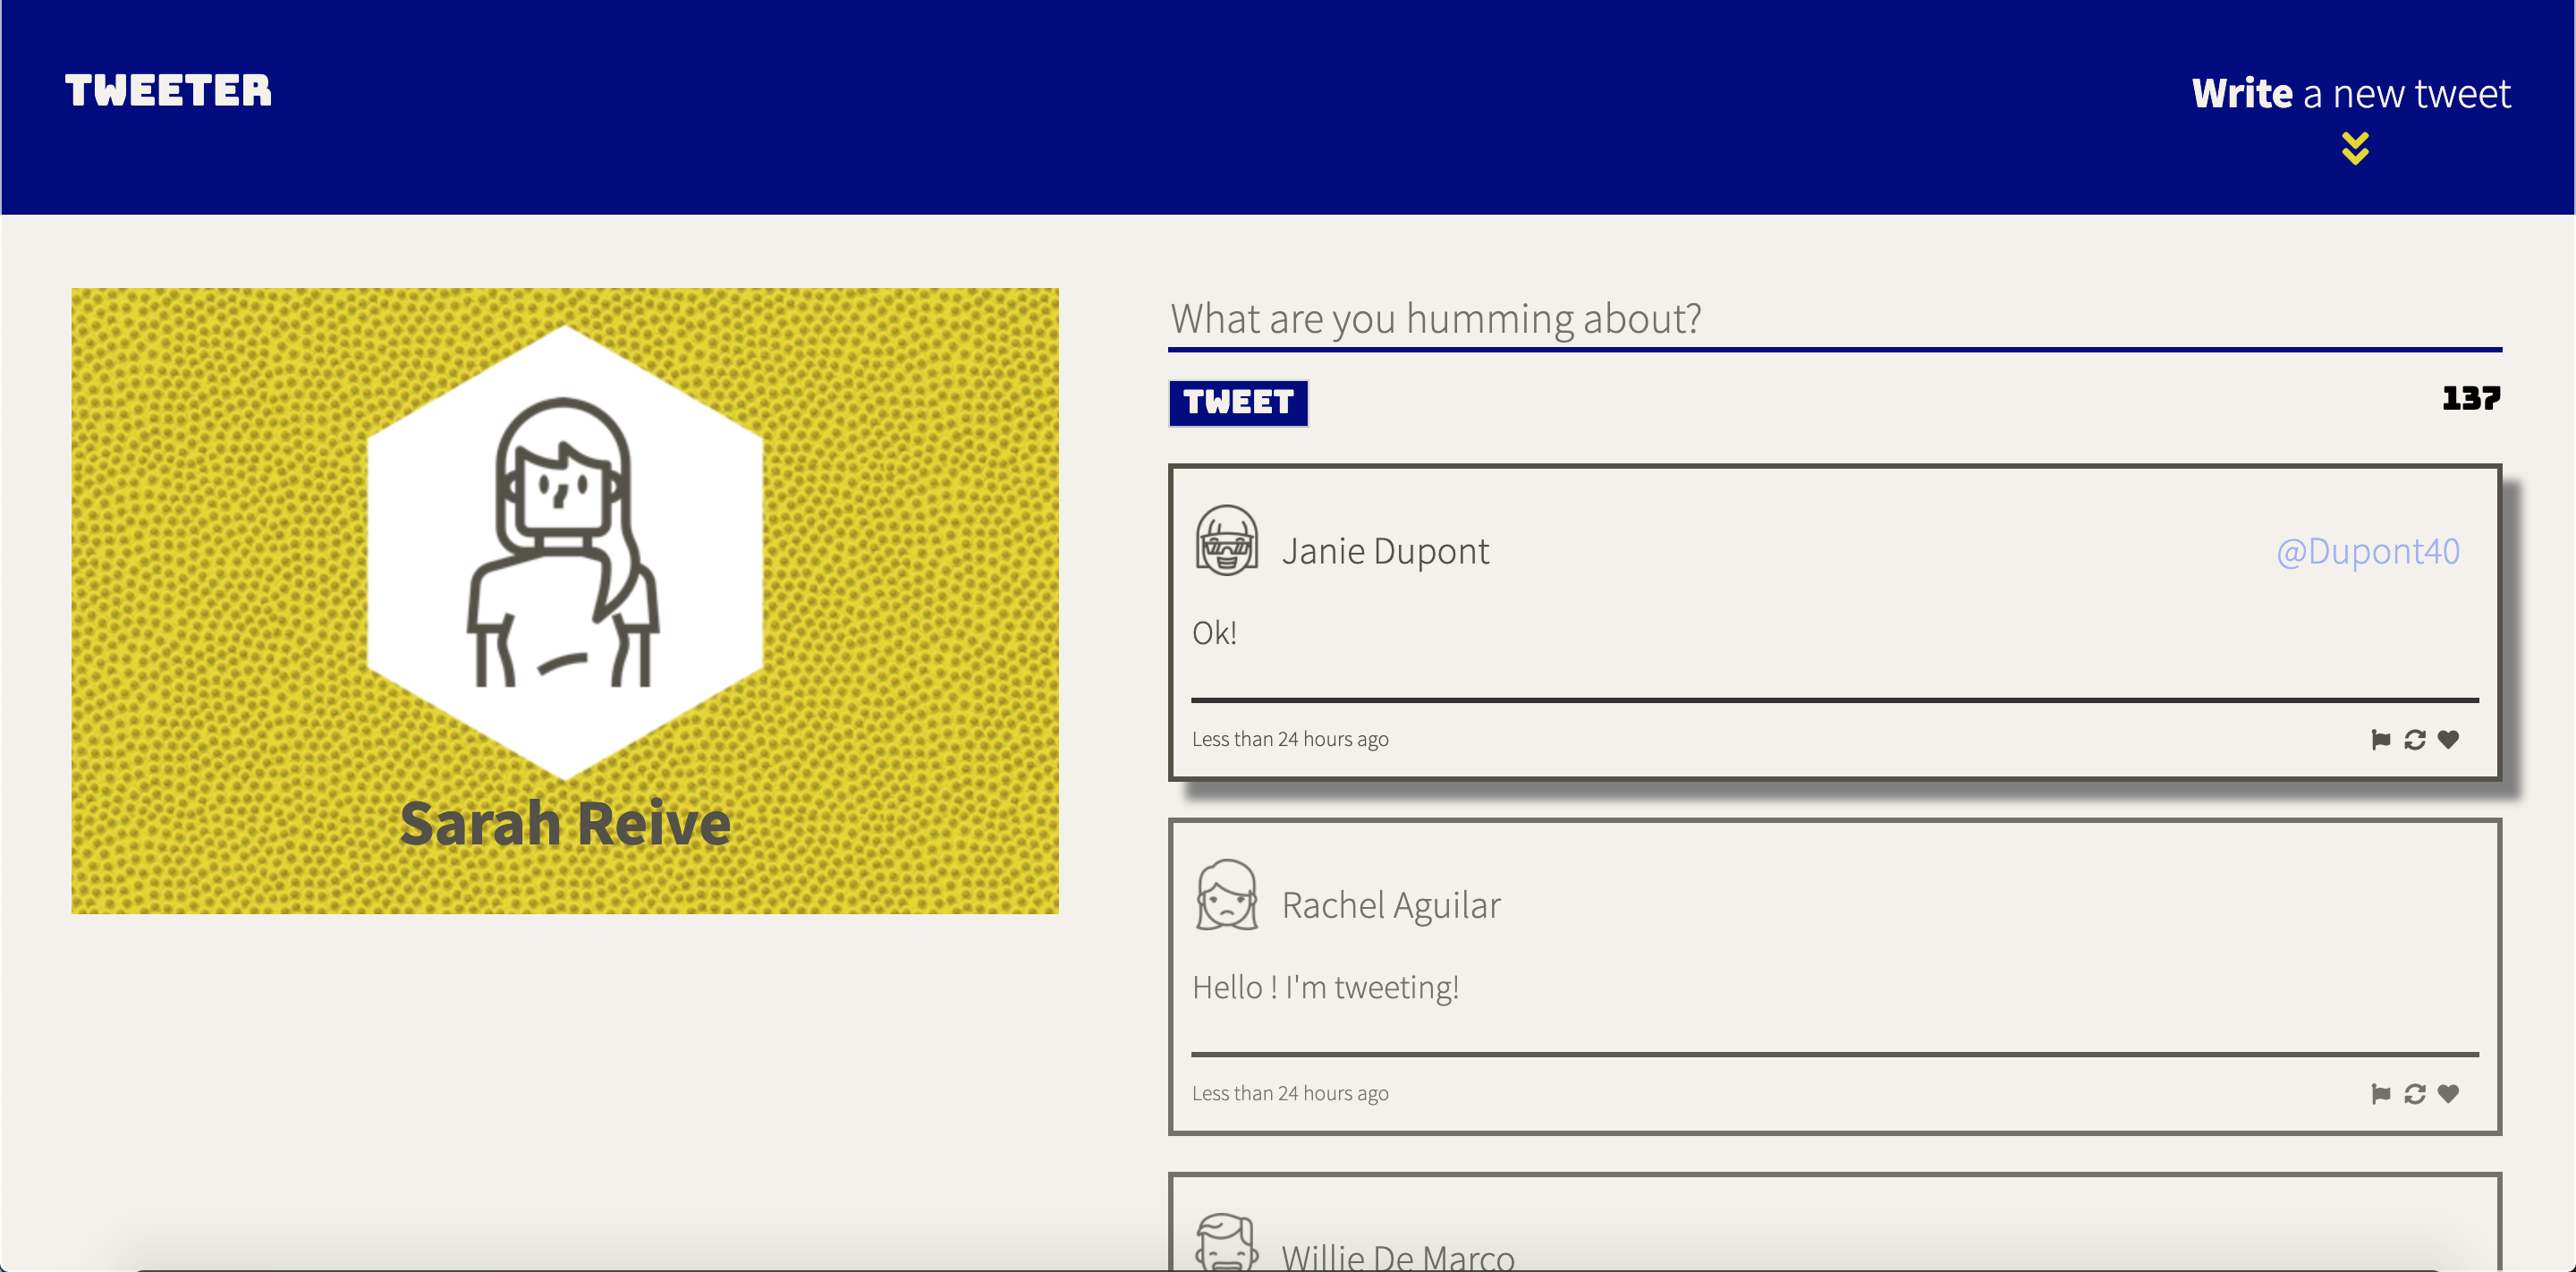 TWEETER
Write a new tweet
Sarah Reive
What are you humming about?
TWEET
137
Janie Dupont
@Dupont40
Ok!
Less than 24 hours ago
Rachel Aguilar
Hello ! I'm tweeting!
Less than 24 hours ago
Willie De Marco